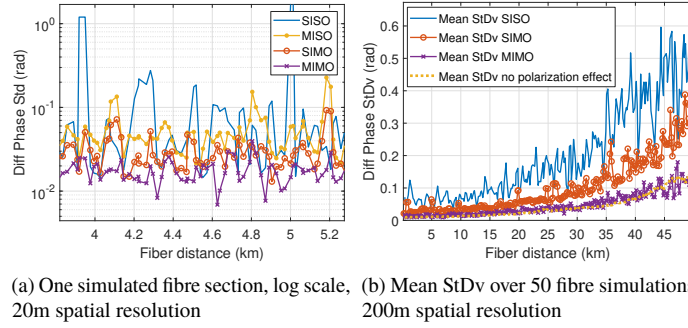 SISO
MISO
SIMO
MIMO
10⁰
10⁻¹
10⁻²
Diff Phase Std (rad)
4 4.2 4.4 4.6 4.8 5 5.2
Fiber distance (km)
Mean StDv SISO
Mean StDv SIMO
Mean StDv MIMO
Mean StDv no polarization effect
0.6
0.5
0.4
0.3
0.2
0.1
0
Diff Phase StDv (rad)
5 10 15 20 25 30 35 40 45
Fiber distance (km)
(a) One simulated fibre section, log scale,
20m spatial resolution
(b) Mean StDv over 50 fibre simulation
200m spatial resolution